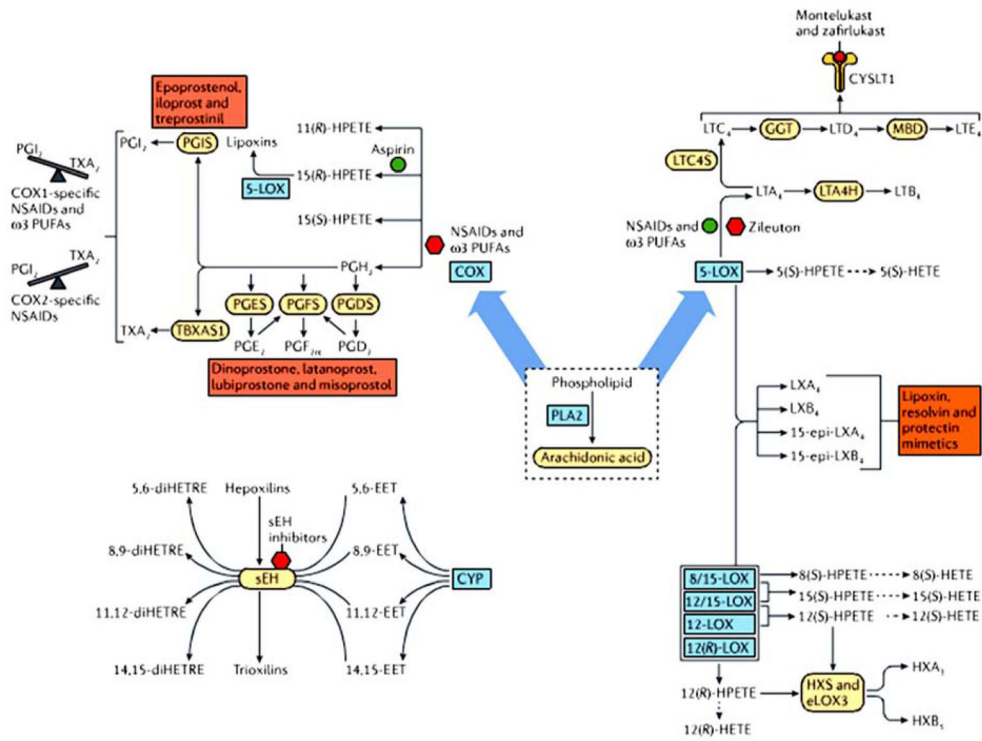 Montelukast
and zafirlukast
CYSLT1
LTC₄
GGT
LTD₄
MBD
LTE₄
LTC4S
LTA₄
LTA4H
LTB₄
NSAIDs and
ω3 PUFAs
Zileuton
5-LOX
5(S)-HPETE
5(S)-HETE
Epoprostenol,
iloprost and
treprostinil
PGI₂
PGIS
Lipoxins
5-LOX
11(R)-HPETE
Aspirin
15(R)-HPETE
15(S)-HPETE
NSAIDs and
ω3 PUFAs
COX
PGH₂
PGI₂
TXA₂
COX1-specific
NSAIDs and
ω3 PUFAs
PGI₂
TXA₂
COX2-specific
NSAIDs
TXA₂
TBXAS1
PGES
PGFS
PGDS
PGE₂
PGF₂α
PGD₂
Dinoprostone, latanoprost,
lubiprostone and misoprostol
Phospholipid
PLA2
Arachidonic acid
LXA₄
LXB₄
15-epi-LXA₄
15-epi-LXB₄
Lipoxin,
resolvin and
protectin
mimetics
5,6-diHETRE
Hepoxilins
5,6-EET
sEH
inhibitors
8,9-diHETRE
8,9-EET
sEH
CYP
11,12-diHETRE
11,12-EET
14,15-diHETRE
Trioxilins
14,15-EET
8/15-LOX
8(S)-HPETE
8(S)-HETE
12/15-LOX
15(S)-HPETE
15(S)-HETE
12-LOX
12(S)-HPETE
12(S)-HETE
12(R)-LOX
12(R)-HPETE
HXS and
eLOX3
HXA₃
HXB₃
12(R)-HETE